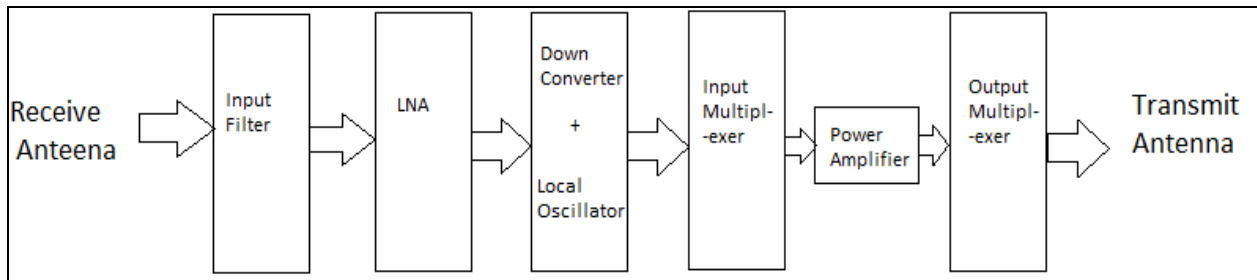 Receive
Anteena
Input
Filter
LNA
Down
Converter
+
Local
Oscillator
Input
Multipl-
-exer
Power
Amplifier
Output
Multipl-
-exer
Transmit
Antenna